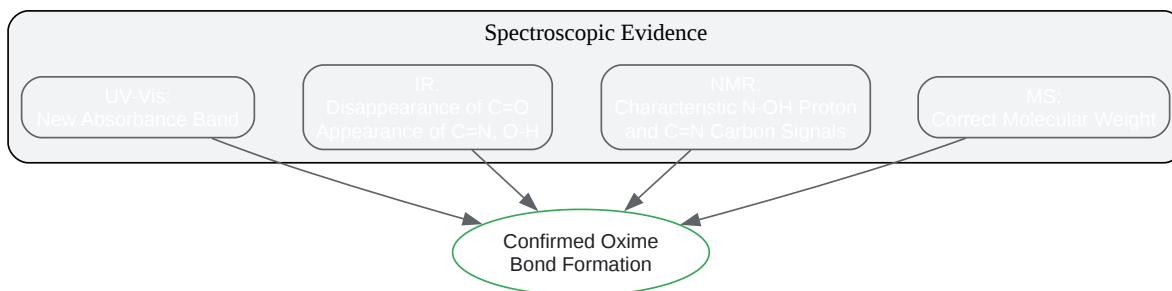 Spectroscopic Evidence
UV-Vis:
New Absorbance Band
IR:
Disappearance of C=O
Appearance of C=N, O-H
NMR:
Characteristic N-OH Proton
and C=N Carbon Signals
MS:
Correct Molecular Weight
Confirmed Oxime
Bond Formation